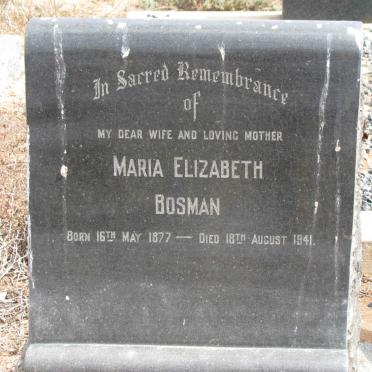 In Sacred Remembrance
of
MY DEAR WIFE AND LOVING MOTHER
MARIA ELIZABETH
BOSMAN
BORN 16TH MAY 1877 — DIED 18TH AUGUST 1941.